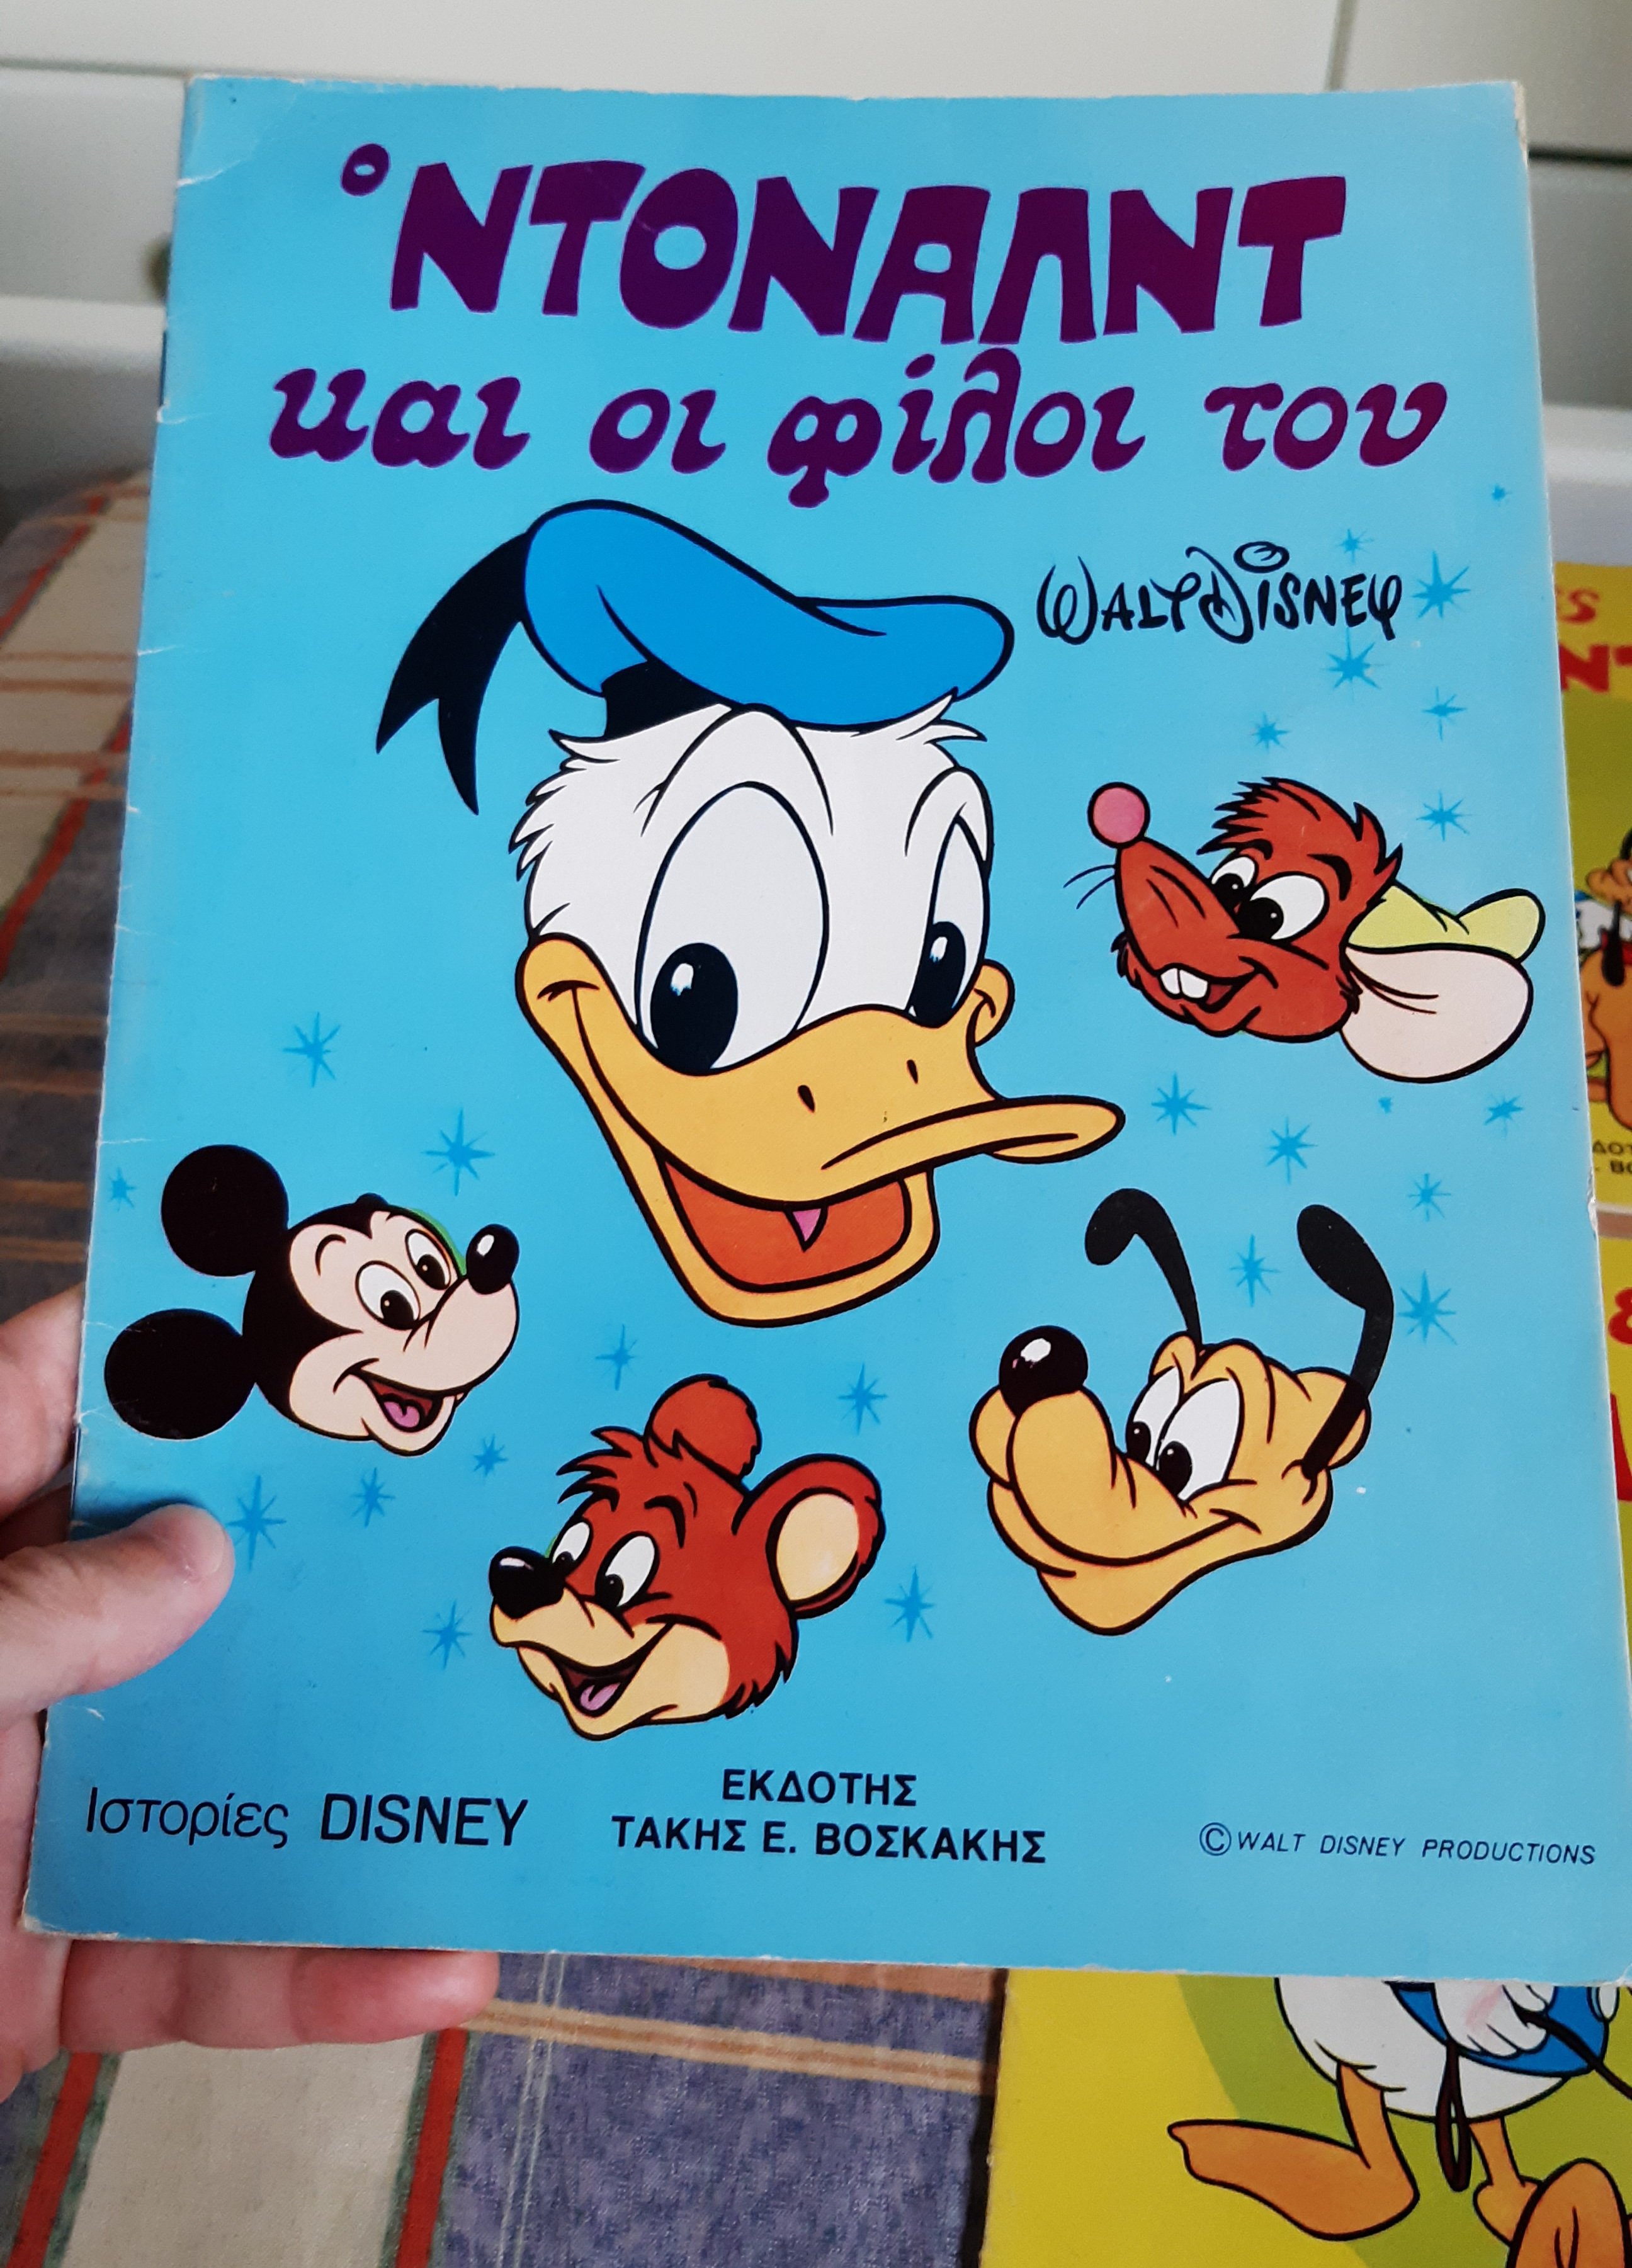 ὁ ΝΤΟΝΑΛΝΤ
και οι φίλοι του
WALT DISNEY
Ιστορίες DISNEY
ΕΚΔΟΤΗΣ
ΤΑΚΗΣ Ε. ΒΟΣΚΑΚΗΣ
© WALT DISNEY PRODUCTIONS